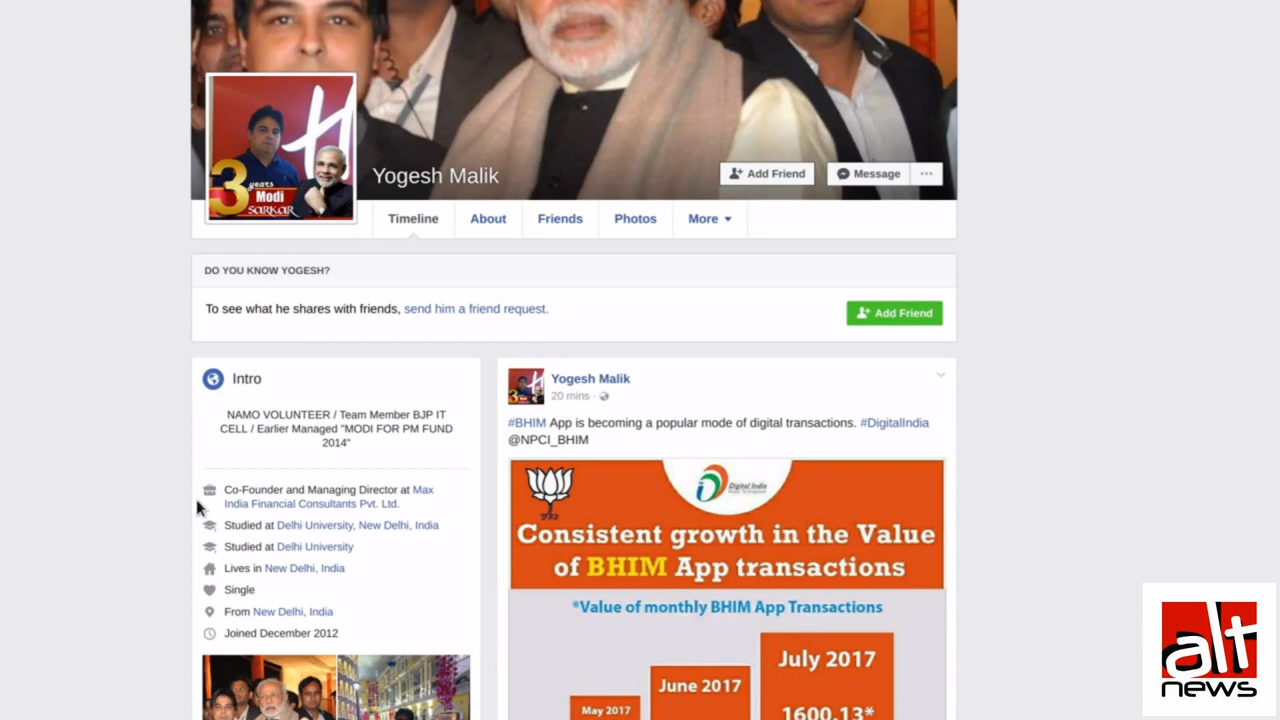 3
years
Modi
SARKAR
Yogesh Malik
Add Friend
Message
Timeline
About
Friends
Photos
More
DO YOU KNOW YOGESH?
To see what he shares with friends, send him a friend request.
Add Friend
Intro
NAMO VOLUNTEER / Team Member BJP IT
CELL / Earlier Managed "MODI FOR PM FUND
2014"
Co-Founder and Managing Director at Max
India Financial Consultants Pvt. Ltd.
Studied at Delhi University, New Delhi, India
Studied at Delhi University
Lives in New Delhi, India
Single
From New Delhi, India
Joined December 2012
Yogesh Malik
20 mins ·
#BHIM App is becoming a popular mode of digital transactions. #DigitalIndia
@NPCI_BHIM
Digital India
Consistent growth in the Value
of BHIM App transactions
*Value of monthly BHIM App Transactions
July 2017
1600.13*
June 2017
May 2017
alt
news